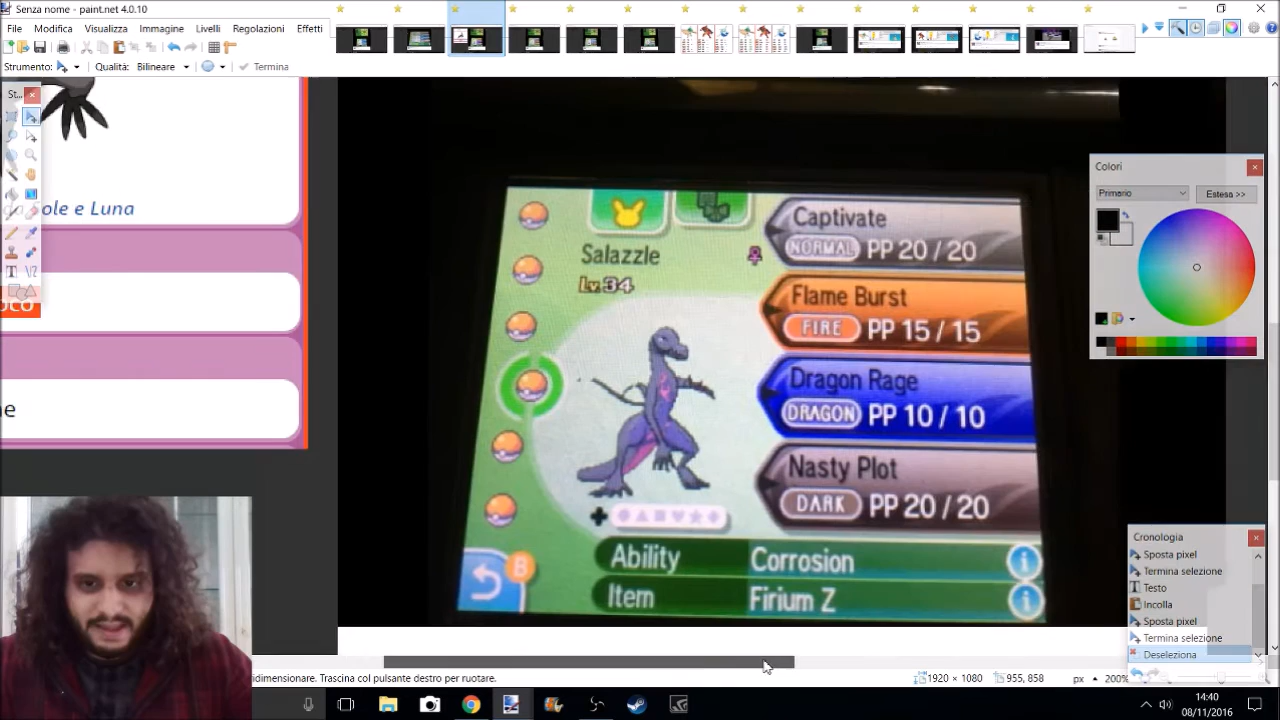 Senza nome - paint.net 4.0.10
File Modifica Visualizza Immagine Livelli Regolazioni Effetti
Strumento: Qualità: Bilineare Termina
St...
ole e Luna
Captivate
NORMAL PP 20 / 20
Salazzle
Lv. 34
Flame Burst
FIRE PP 15 / 15
Dragon Rage
DRAGON PP 10 / 10
Nasty Plot
DARK PP 20 / 20
Ability Corrosion
Item Firium Z
B
Colori
Primario Estesa >>
ne
Cronologia
Sposta pixel
Termina selezione
Testo
Incolla
Sposta pixel
Termina selezione
Deseleziona
idimensionare. Trascina col pulsante destro per ruotare.
1920 × 1080 955, 858 px 200%
14:40
08/11/2016